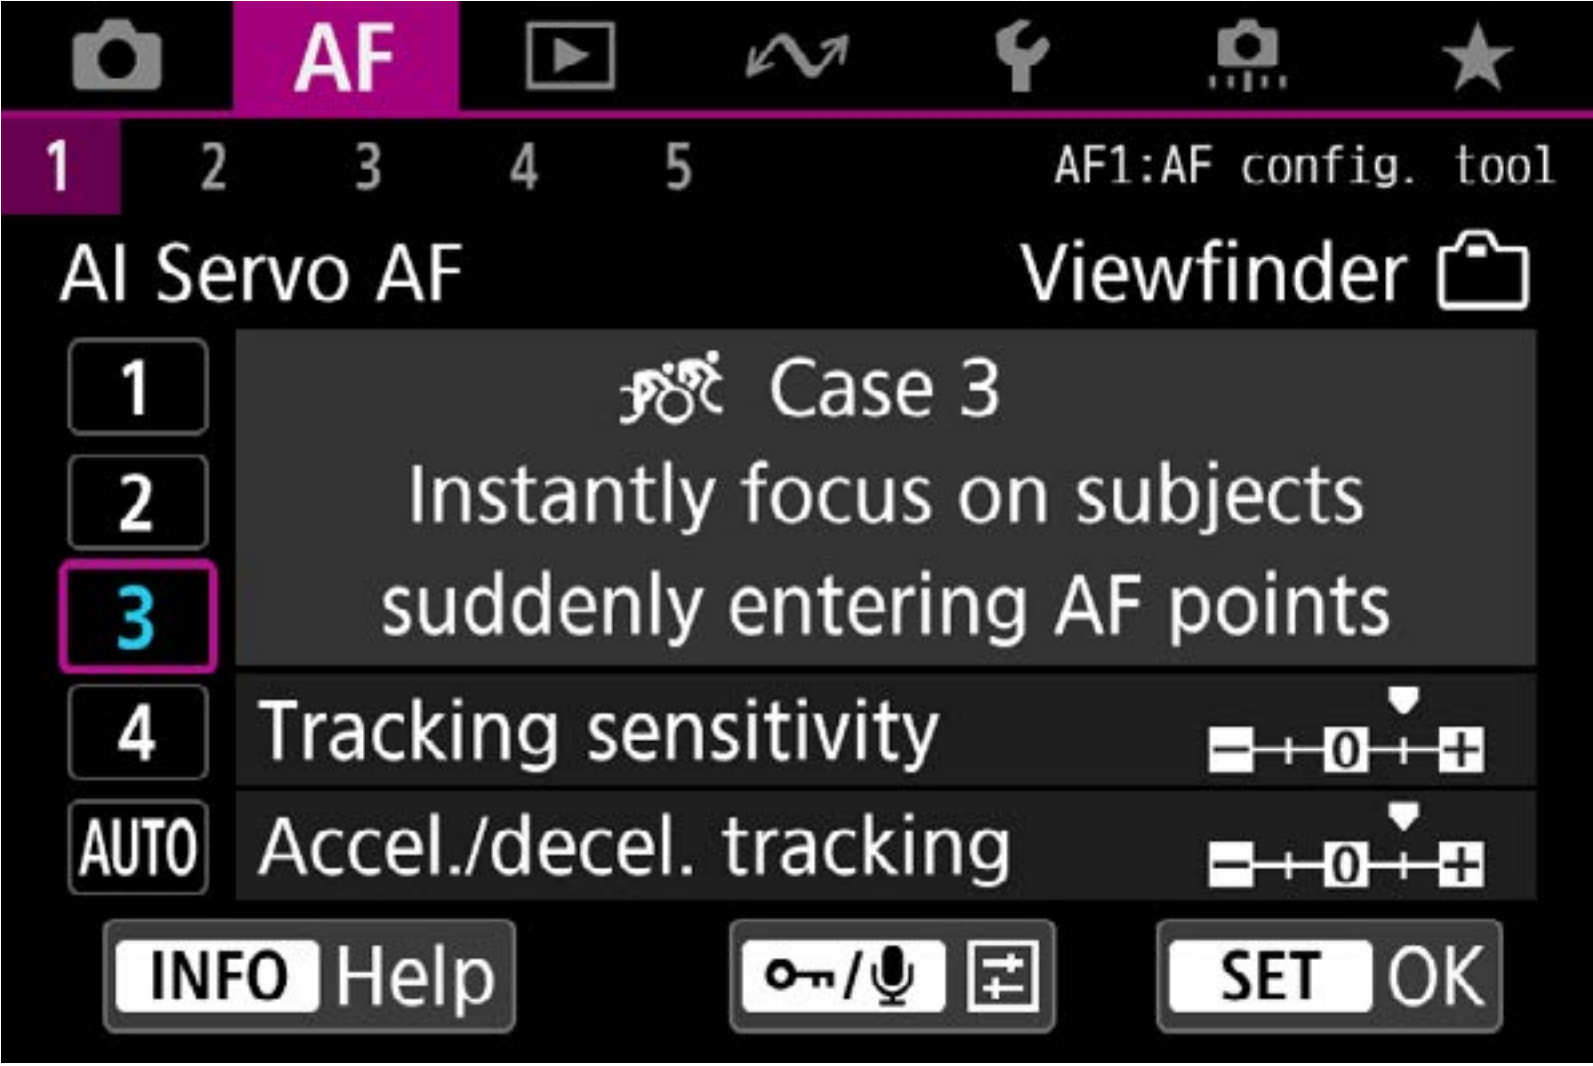 AF
1 2 3 4 5 AF1:AF config. tool
AI Servo AF Viewfinder
1
2
3
4
AUTO
Case 3
Instantly focus on subjects
suddenly entering AF points
Tracking sensitivity − 0 +
Accel./decel. tracking − 0 +
INFO Help / SET OK